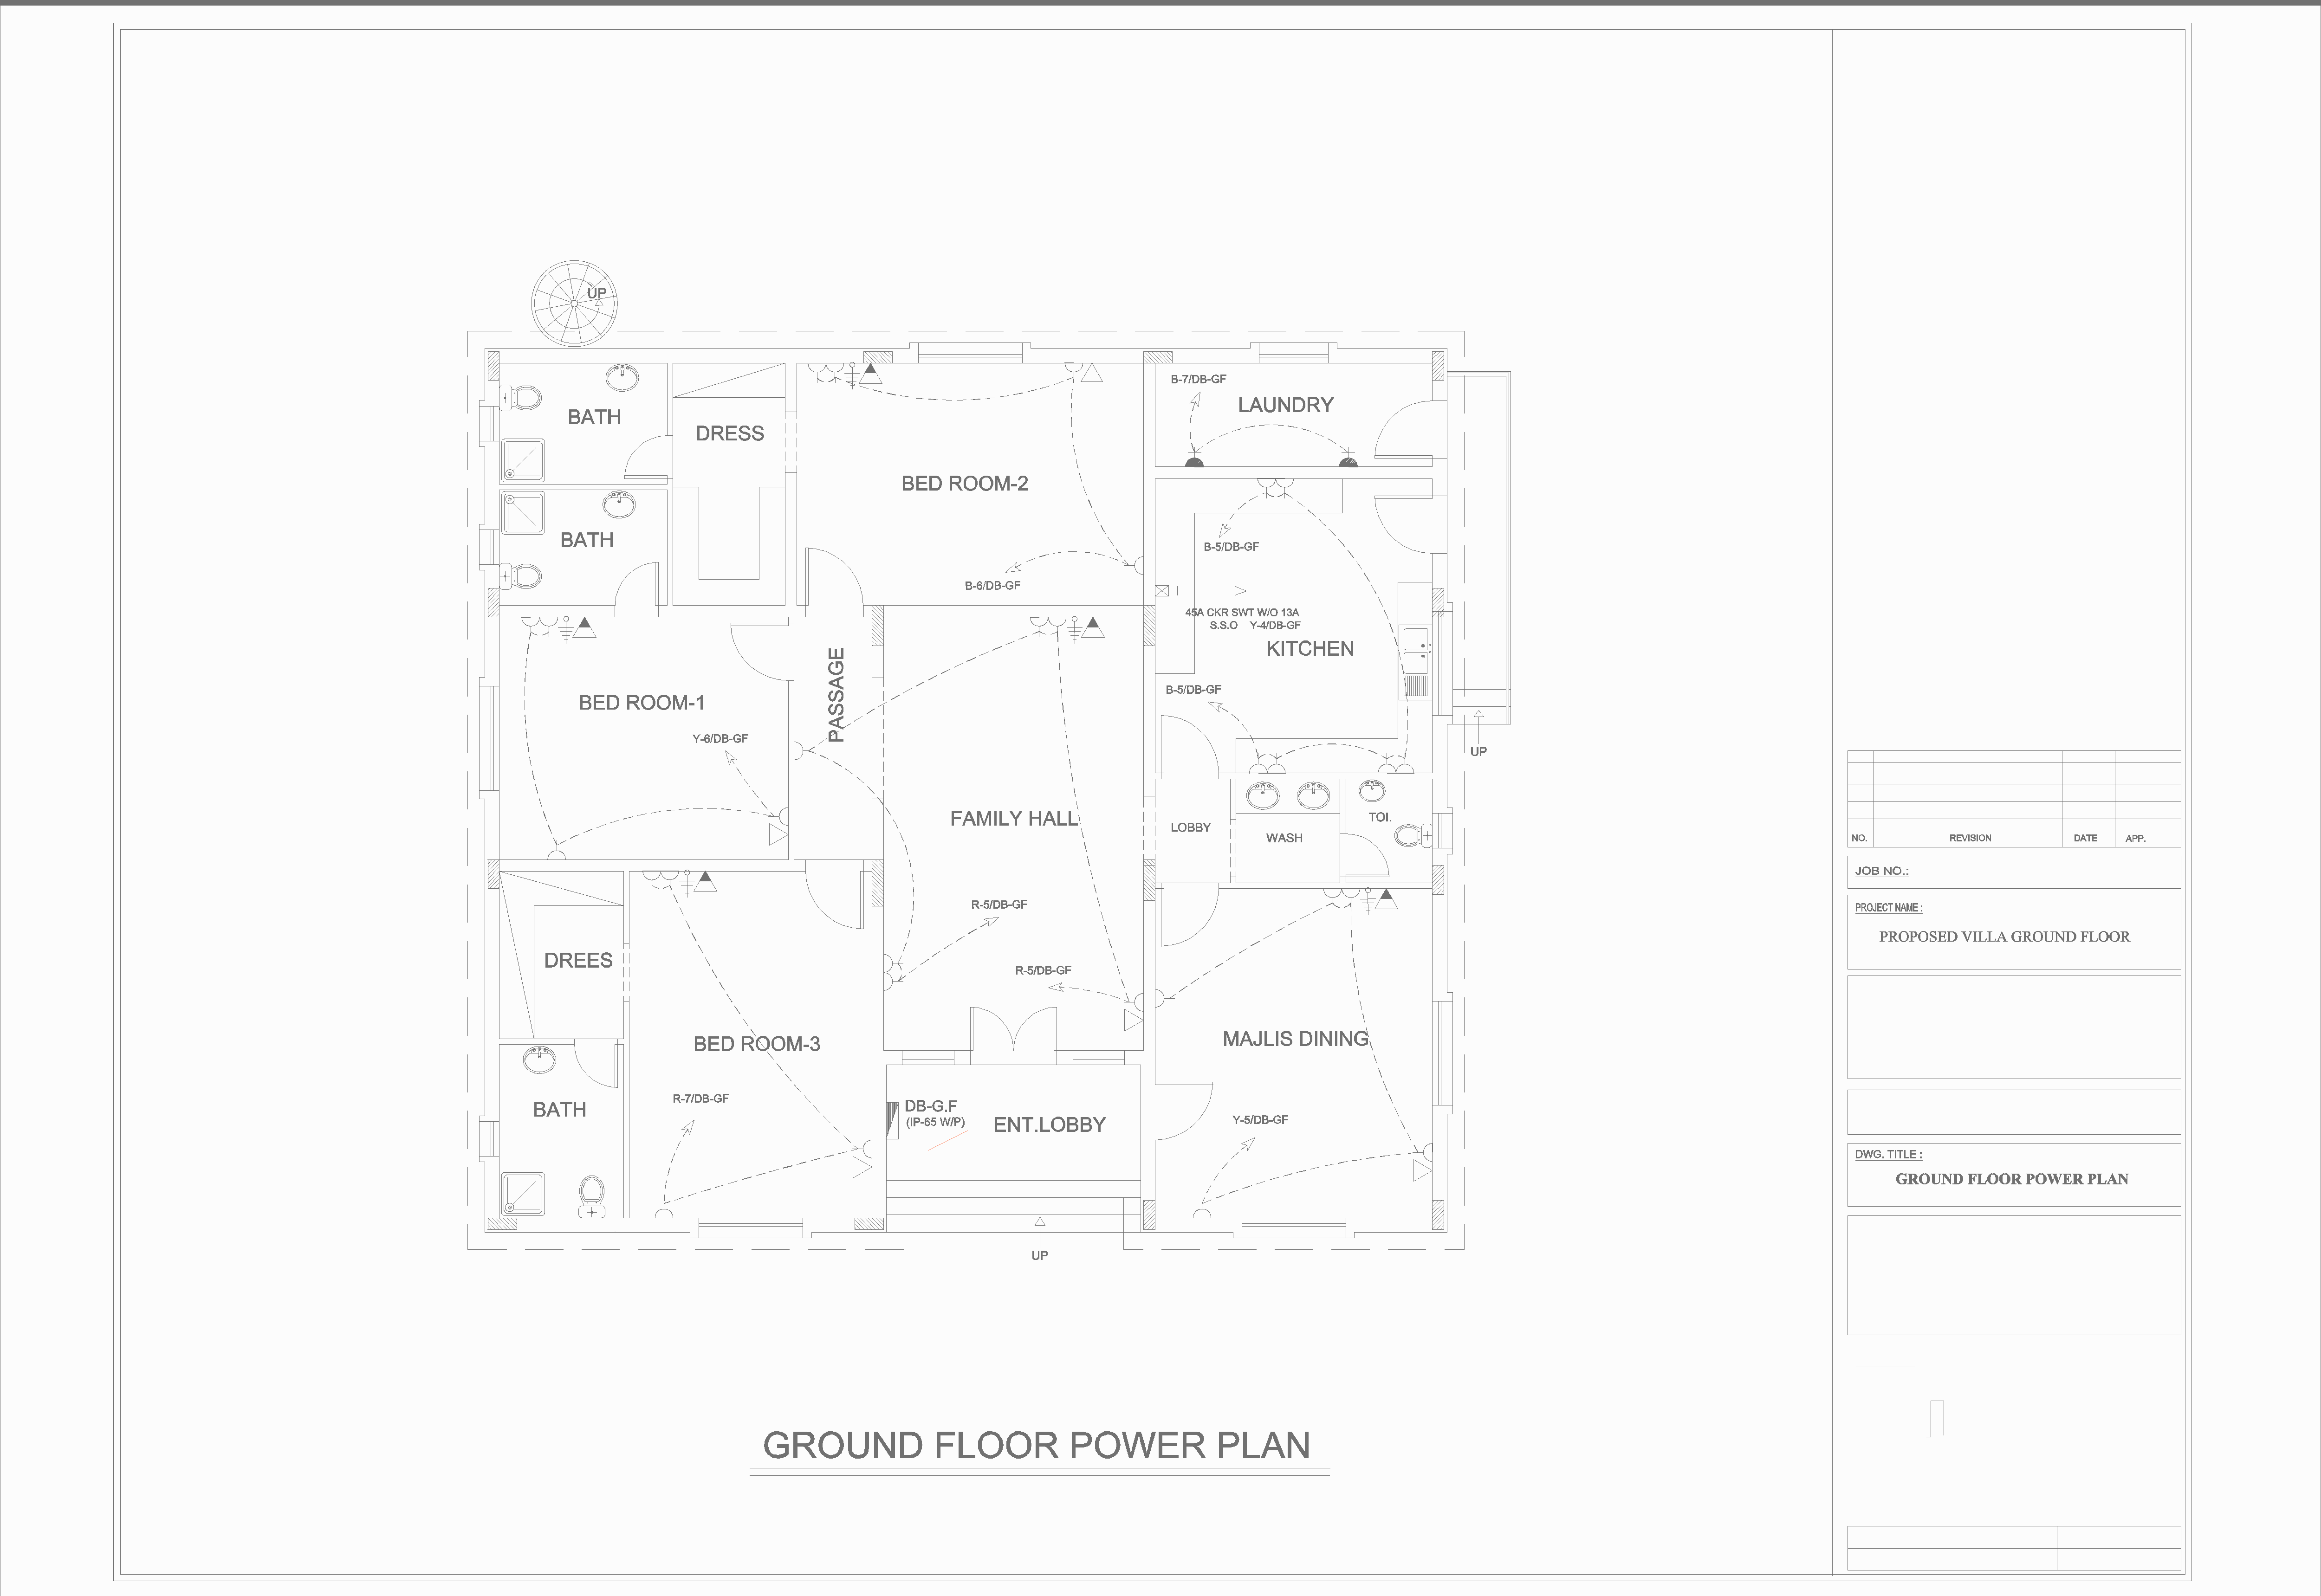 UP
BATH
DRESS
BED ROOM-2
B-7/DB-GF
LAUNDRY
BATH
B-6/DB-GF
B-5/DB-GF
45A CKR SWT W/O 13A
S.S.O Y-4/DB-GF
KITCHEN
BED ROOM-1
PASSAGE
Y-6/DB-GF
B-5/DB-GF
UP
FAMILY HALL
LOBBY
WASH
TOI.
R-5/DB-GF
R-5/DB-GF
DREES
BED ROOM-3
MAJLIS DINING
R-7/DB-GF
BATH
DB-G.F
(IP-65 W/P)
ENT.LOBBY
Y-5/DB-GF
UP
GROUND FLOOR POWER PLAN
NO. REVISION DATE APP.
JOB NO.:
PROJECT NAME :
PROPOSED VILLA GROUND FLOOR
DWG. TITLE :
GROUND FLOOR POWER PLAN